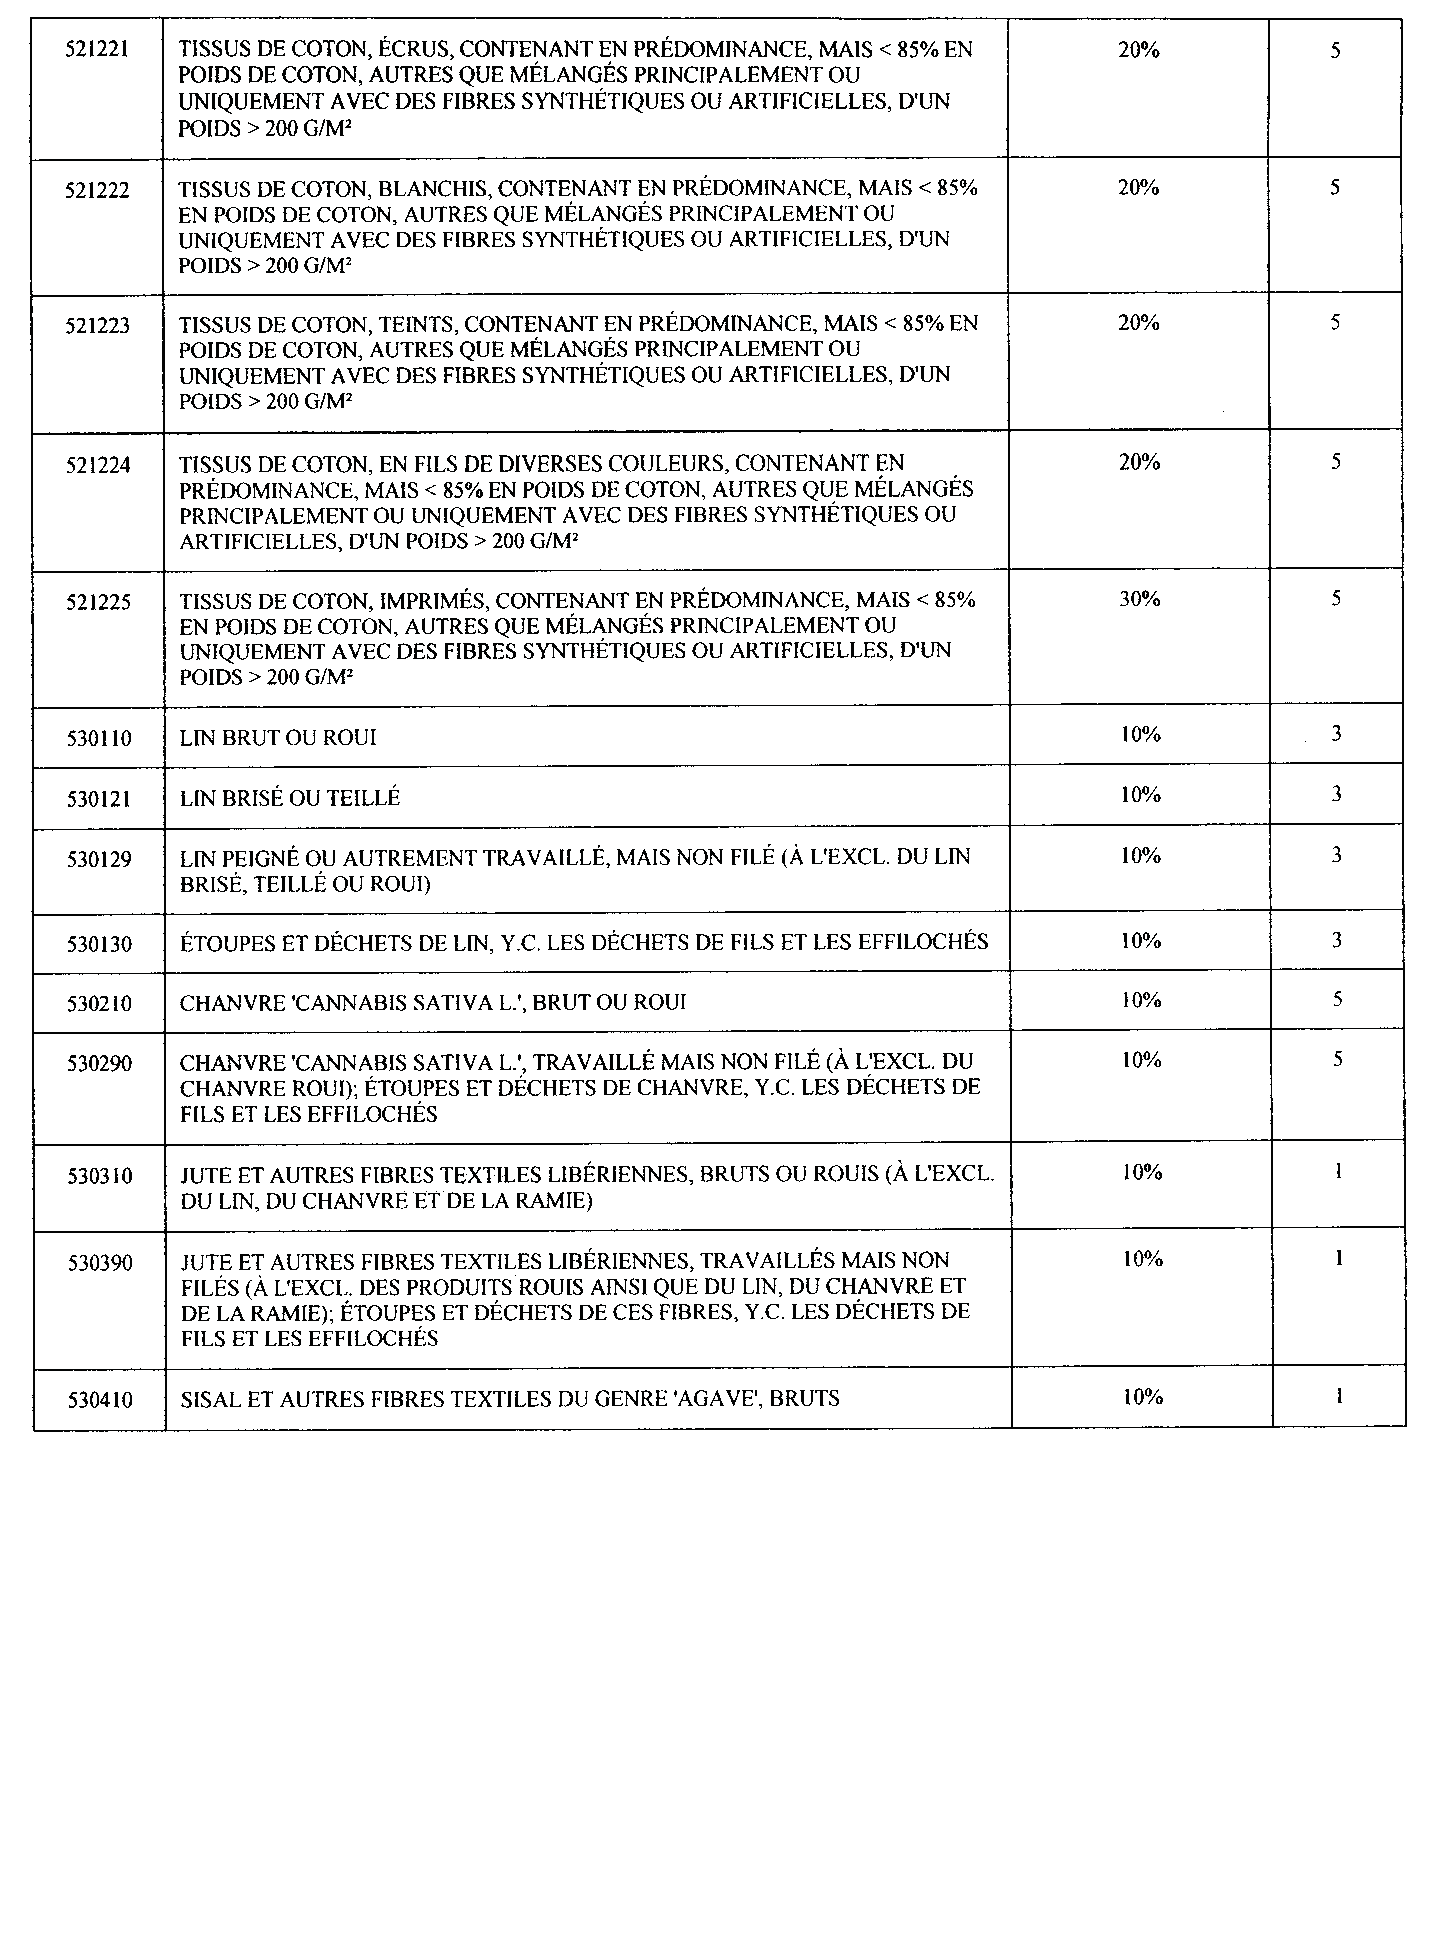 521221 TISSUS DE COTON, ÉCRUS, CONTENANT EN PRÉDOMINANCE, MAIS < 85% EN 20% 5
POIDS DE COTON, AUTRES QUE MÉLANGÉS PRINCIPALEMENT OU
UNIQUEMENT AVEC DES FIBRES SYNTHÉTIQUES OU ARTIFICIELLES, D'UN
POIDS > 200 G/M²
521222 TISSUS DE COTON, BLANCHIS, CONTENANT EN PRÉDOMINANCE, MAIS < 85% 20% 5
EN POIDS DE COTON, AUTRES QUE MÉLANGÉS PRINCIPALEMENT OU
UNIQUEMENT AVEC DES FIBRES SYNTHÉTIQUES OU ARTIFICIELLES, D'UN
POIDS > 200 G/M²
521223 TISSUS DE COTON, TEINTS, CONTENANT EN PRÉDOMINANCE, MAIS < 85% EN 20% 5
POIDS DE COTON, AUTRES QUE MÉLANGÉS PRINCIPALEMENT OU
UNIQUEMENT AVEC DES FIBRES SYNTHÉTIQUES OU ARTIFICIELLES, D'UN
POIDS > 200 G/M²
521224 TISSUS DE COTON, EN FILS DE DIVERSES COULEURS, CONTENANT EN 20% 5
PRÉDOMINANCE, MAIS < 85% EN POIDS DE COTON, AUTRES QUE MÉLANGÉS
PRINCIPALEMENT OU UNIQUEMENT AVEC DES FIBRES SYNTHÉTIQUES OU
ARTIFICIELLES, D'UN POIDS > 200 G/M²
521225 TISSUS DE COTON, IMPRIMÉS, CONTENANT EN PRÉDOMINANCE, MAIS < 85% 30% 5
EN POIDS DE COTON, AUTRES QUE MÉLANGÉS PRINCIPALEMENT OU
UNIQUEMENT AVEC DES FIBRES SYNTHÉTIQUES OU ARTIFICIELLES, D'UN
POIDS > 200 G/M²
530110 LIN BRUT OU ROUI 10% 3
530121 LIN BRISÉ OU TEILLÉ 10% 3
530129 LIN PEIGNÉ OU AUTREMENT TRAVAILLÉ, MAIS NON FILÉ (À L'EXCL. DU LIN 10% 3
BRISÉ, TEILLÉ OU ROUI)
530130 ÉTOUPES ET DÉCHETS DE LIN, Y.C. LES DÉCHETS DE FILS ET LES EFFILOCHÉS 10% 3
530210 CHANVRE 'CANNABIS SATIVA L.', BRUT OU ROUI 10% 5
530290 CHANVRE 'CANNABIS SATIVA L.', TRAVAILLÉ MAIS NON FILÉ (À L'EXCL. DU 10% 5
CHANVRE ROUI); ÉTOUPES ET DÉCHETS DE CHANVRE, Y.C. LES DÉCHETS DE
FILS ET LES EFFILOCHÉS
530310 JUTE ET AUTRES FIBRES TEXTILES LIBÉRIENNES, BRUTS OU ROUIS (À L'EXCL. 10% 1
DU LIN, DU CHANVRE ET DE LA RAMIE)
530390 JUTE ET AUTRES FIBRES TEXTILES LIBÉRIENNES, TRAVAILLÉS MAIS NON 10% 1
FILÉS (À L'EXCL. DES PRODUITS ROUIS AINSI QUE DU LIN, DU CHANVRE ET
DE LA RAMIE); ÉTOUPES ET DÉCHETS DE CES FIBRES, Y.C. LES DÉCHETS DE
FILS ET LES EFFILOCHÉS
530410 SISAL ET AUTRES FIBRES TEXTILES DU GENRE 'AGAVE', BRUTS 10% 1